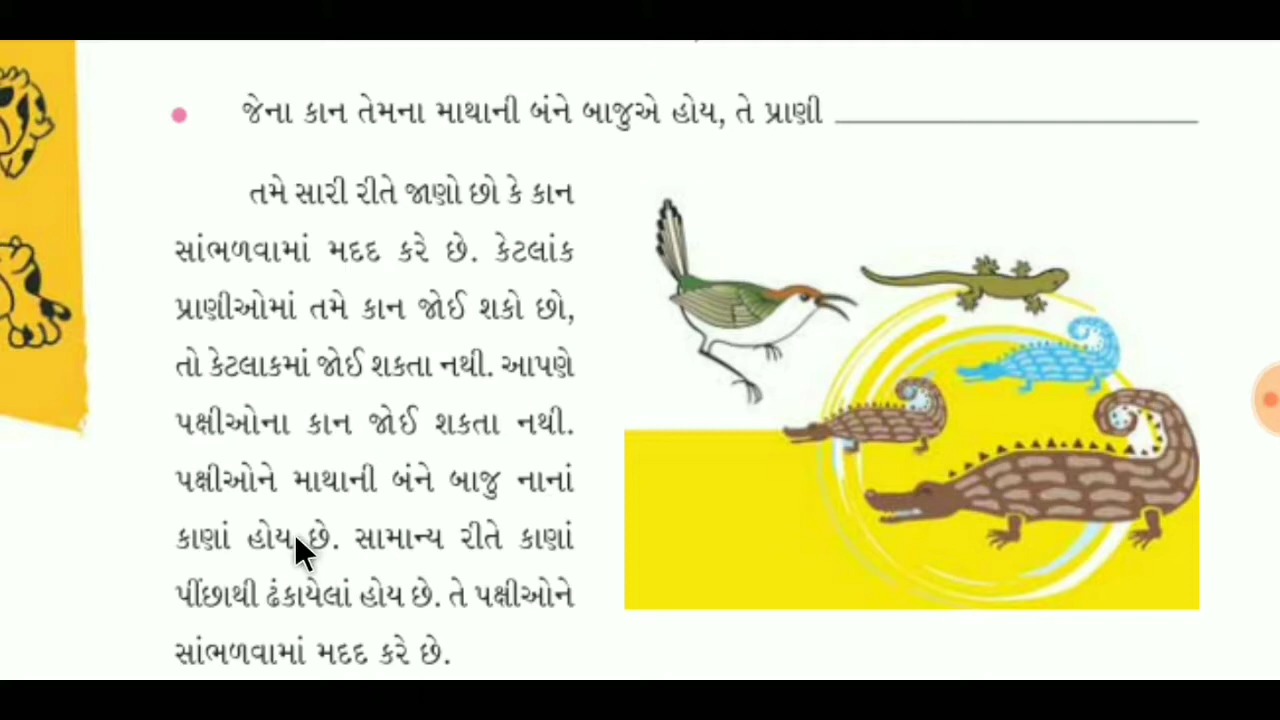 જેના કાન તેમના માથાની બંને બાજુએ હોય, તે પ્રાણી
તમે સારી રીતે જાણો છો કે કાન
સાંભળવામાં મદદ કરે છે. કેટલાંક
પ્રાણીઓમાં તમે કાન જોઈ શકો છો,
તો કેટલાકમાં જોઈ શકતા નથી. આપણે
પક્ષીઓના કાન જોઈ શકતા નથી.
પક્ષીઓને માથાની બંને બાજુ નાનાં
કાણાં હોય છે. સામાન્ય રીતે કાણાં
પીંછાથી ઢંકાયેલાં હોય છે. તે પક્ષીઓને
સાંભળવામાં મદદ કરે છે.